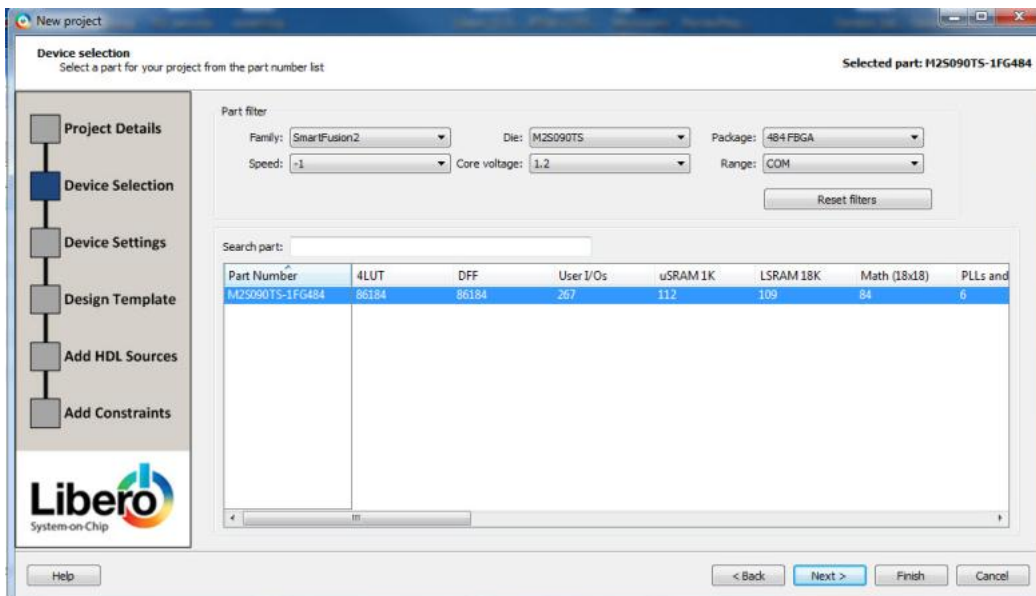 New project
Device selection
Select a part for your project from the part number list
Selected part: M2S090TS-1FG484
Project Details
Device Selection
Device Settings
Design Template
Add HDL Sources
Add Constraints
Libero
System-on-Chip
Part filter
Family: SmartFusion2 Die: M2S090TS Package: 484 FBGA
Speed: -1 Core voltage: 1.2 Range: COM
Reset filters
Search part:
Part Number 4LUT DFF User I/Os uSRAM 1K LSRAM 18K Math (18x18) PLLs and
M2S090TS-1FG484 86184 86184 267 112 109 84 6
Help < Back Next > Finish Cancel